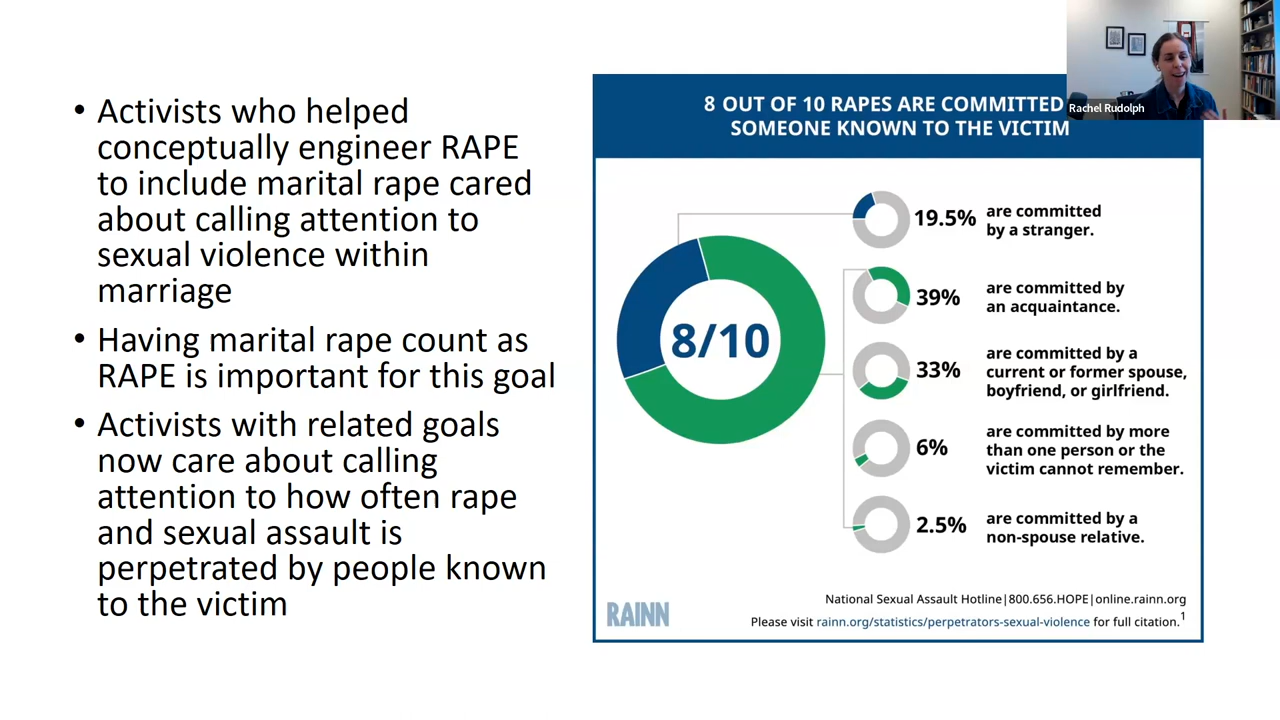 • Activists who helped
conceptually engineer RAPE
to include marital rape cared
about calling attention to
sexual violence within
marriage
• Having marital rape count as
RAPE is important for this goal
• Activists with related goals
now care about calling
attention to how often rape
and sexual assault is
perpetrated by people known
to the victim
8 OUT OF 10 RAPES ARE COMMITTED
SOMEONE KNOWN TO THE VICTIM
Rachel Rudolph
8/10
19.5% are committed
by a stranger.
39% are committed by
an acquaintance.
33% are committed by a
current or former spouse,
boyfriend, or girlfriend.
6% are committed by more
than one person or the
victim cannot remember.
2.5% are committed by a
non-spouse relative.
National Sexual Assault Hotline|800.656.HOPE|online.rainn.org
RAINN
Please visit rainn.org/statistics/perpetrators-sexual-violence for full citation.1